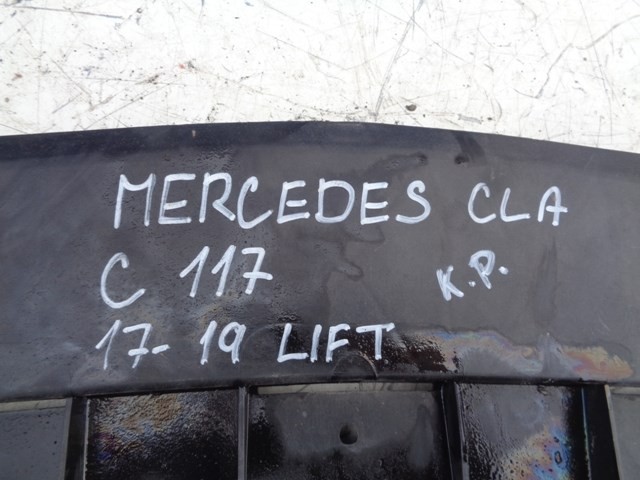 MERCEDES CLA
C 117 K.P.
17-19 LIFT